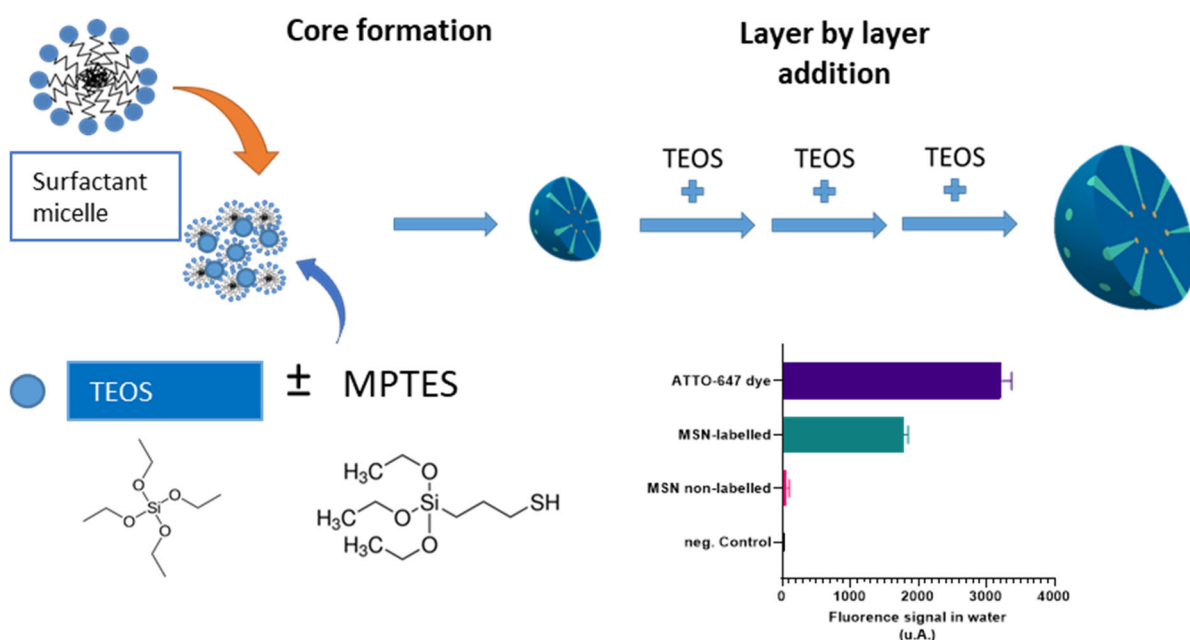 Core formation
Layer by layer
addition
Surfactant
micelle
TEOS
TEOS
TEOS
TEOS
± MPTES
Si
O
O
O
O
H₃C
O
H₃C
O
Si
SH
H₃C
O
ATTO-647 dye
MSN-labelled
MSN non-labelled
neg. Control
0 1000 2000 3000 4000
Fluorence signal in water
(u.A.)